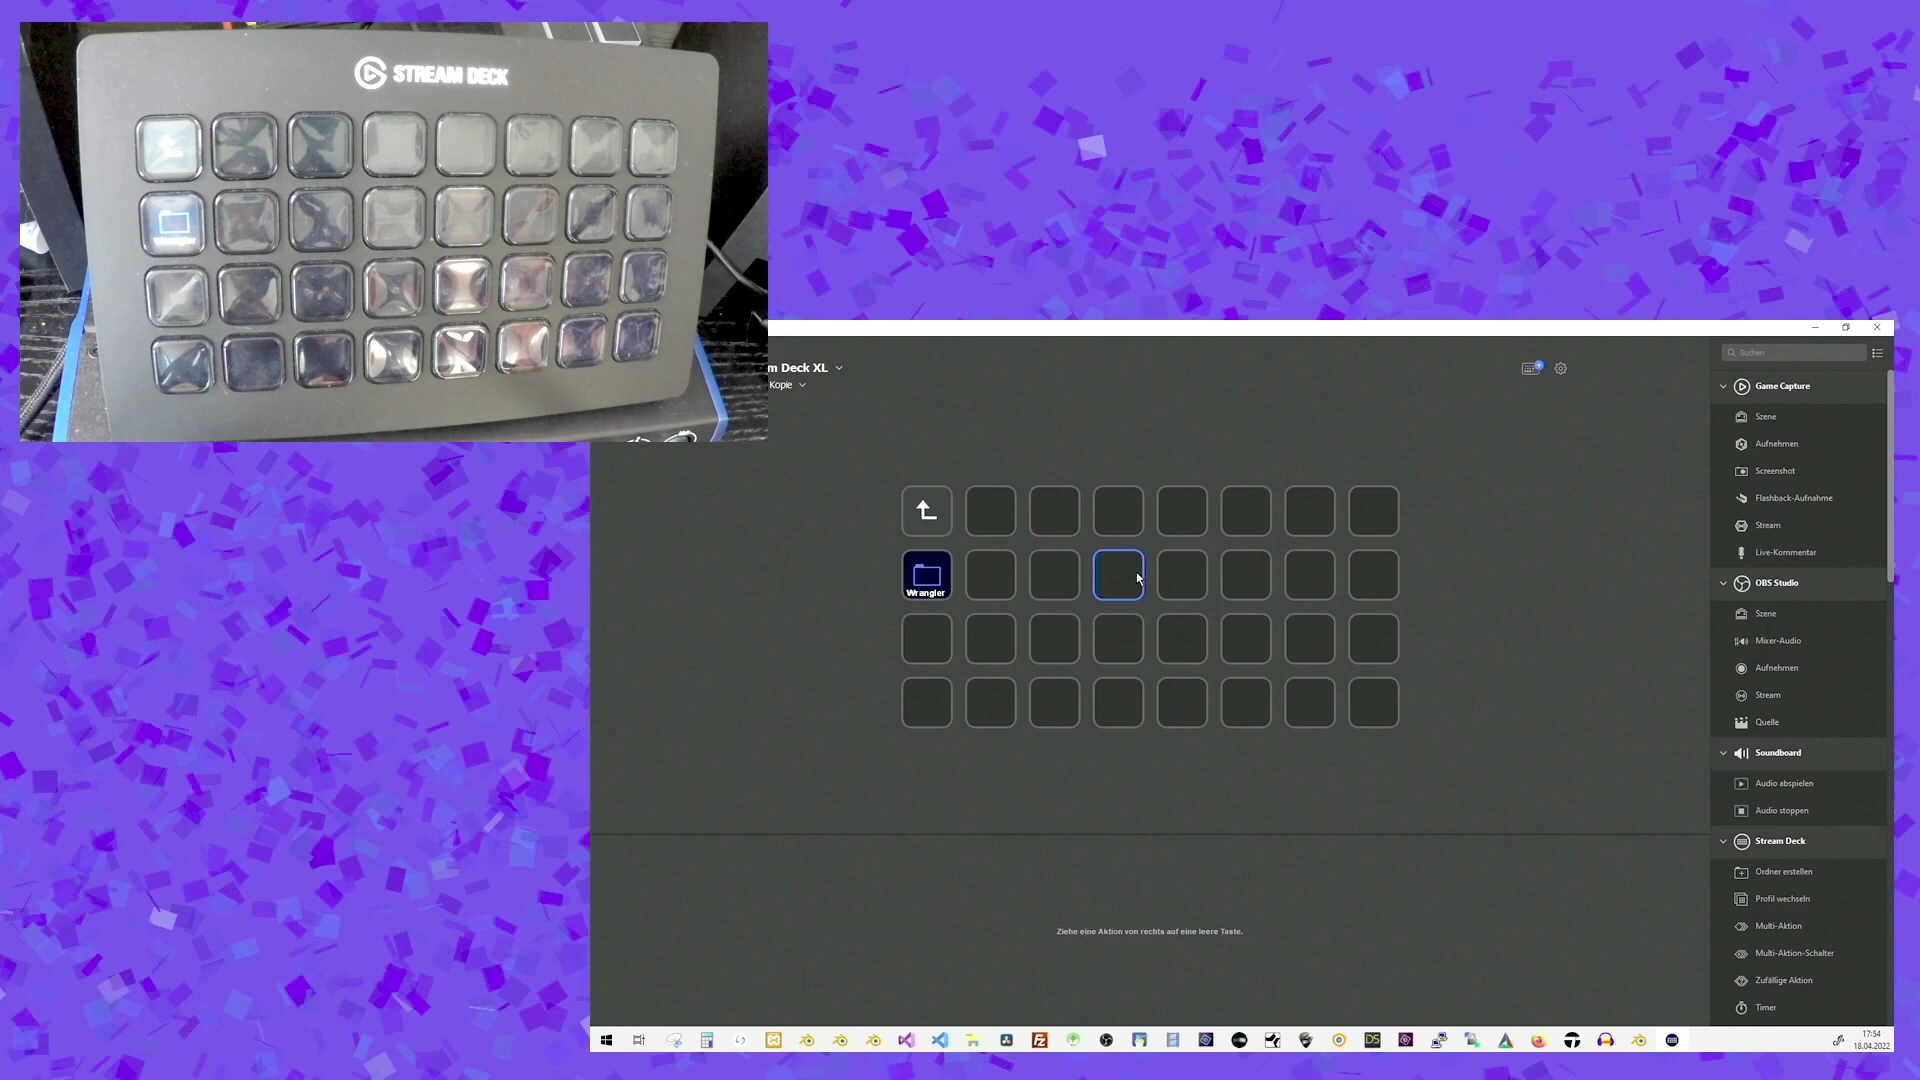 STREAM DECK
Wrangler
m Deck XL
Kopie
Wrangler
Ziehe eine Aktion von rechts auf eine leere Taste.
Suchen
Game Capture
Szene
Aufnehmen
Screenshot
Flashback-Aufnahme
Stream
Live-Kommentar
OBS Studio
Szene
Mixer-Audio
Aufnehmen
Stream
Quelle
Soundboard
Audio abspielen
Audio stoppen
Stream Deck
Ordner erstellen
Profil wechseln
Multi-Aktion
Multi-Aktion-Schalter
Zufällige Aktion
Timer
FZ
DS
17:54
18.04.2022